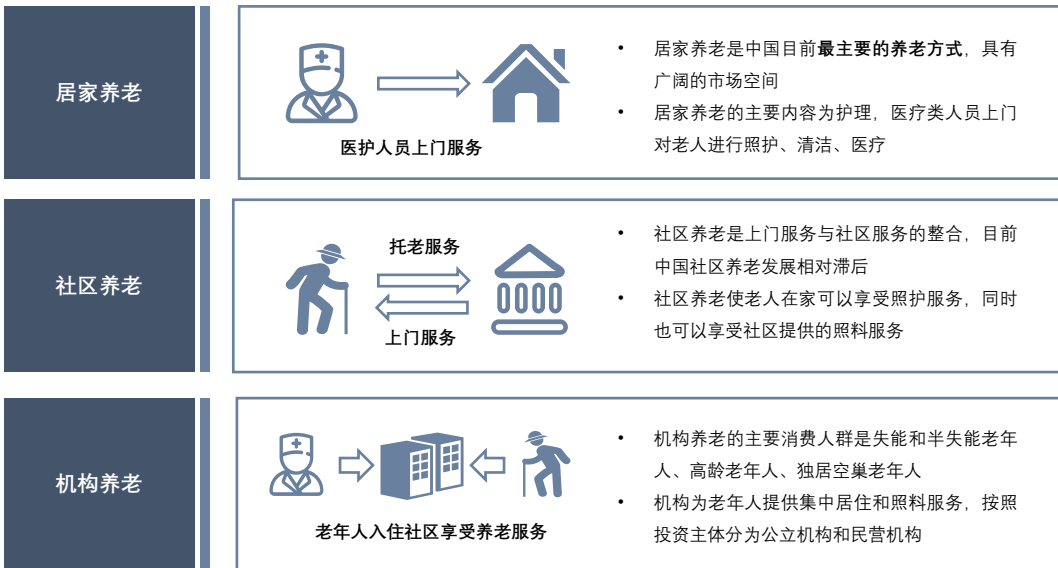 居家养老
医护人员上门服务
• 居家养老是中国目前最主要的养老方式，具有
广阔的市场空间
• 居家养老的主要内容为护理，医疗类人员上门
对老人进行照护、清洁、医疗
社区养老
托老服务
上门服务
• 社区养老是上门服务与社区服务的整合，目前
中国社区养老发展相对滞后
• 社区养老使老人在家可以享受照护服务，同时
也可以享受社区提供的照料服务
机构养老
老年人入住社区享受养老服务
• 机构养老的主要消费人群是失能和半失能老年
人、高龄老年人、独居空巢老年人
• 机构为老年人提供集中居住和照料服务，按照
投资主体分为公立机构和民营机构